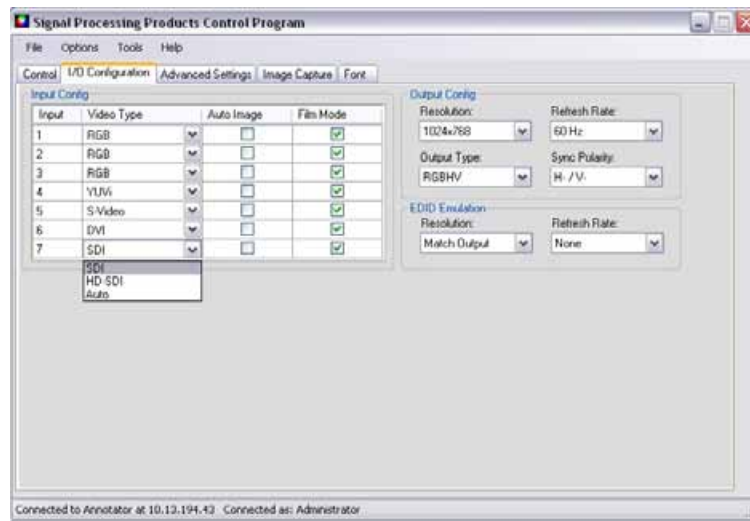 Signal Processing Products Control Program
File Options Tools Help
Control I/O Configuration Advanced Settings Image Capture Font
Input Config
Input Video Type Auto Image Film Mode
1 RGB
2 RGB
3 RGB
4 YUVi
5 S-Video
6 DVI
7 SDI
SDI
HD-SDI
Auto
Output Config
Resolution: Refresh Rate:
1024x768 60 Hz
Output Type: Sync Polarity:
RGBHV H- / V-
EDID Emulation
Resolution: Refresh Rate:
Match Output None
Connected to Annotator at 10.13.194.43 Connected as: Administrator